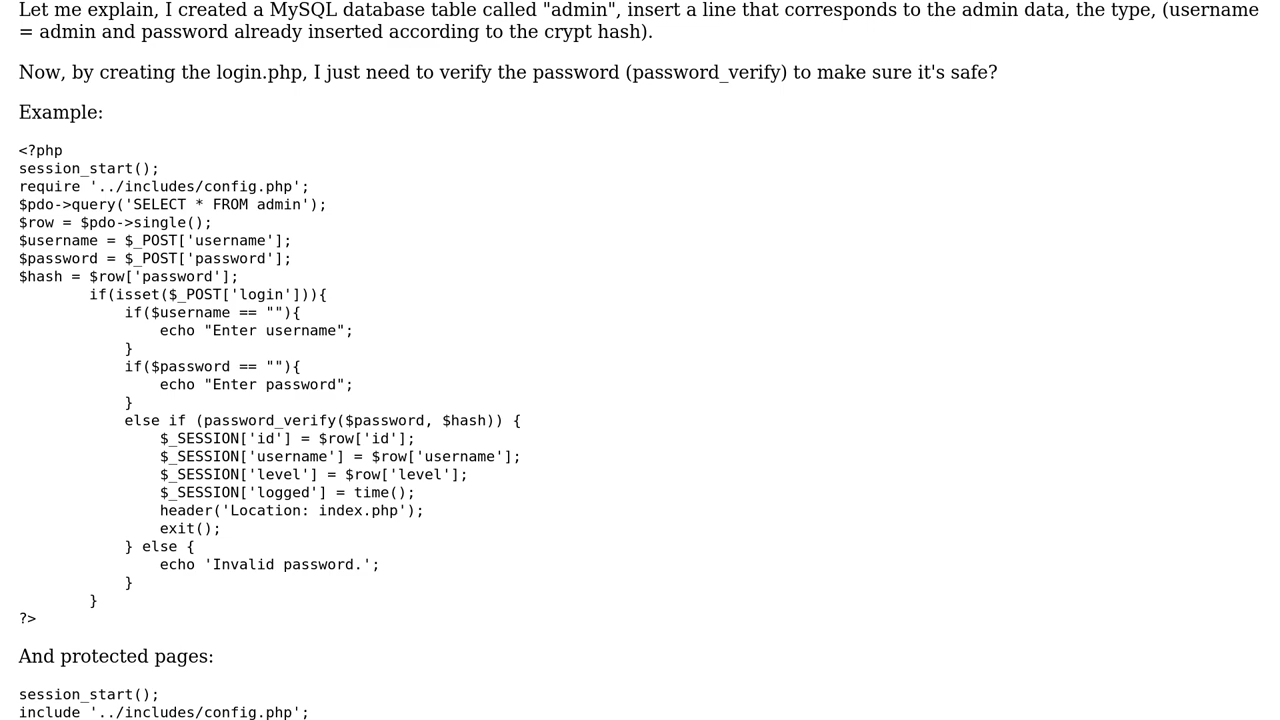 Let me explain, I created a MySQL database table called "admin", insert a line that corresponds to the admin data, the type, (username
= admin and password already inserted according to the crypt hash).
Now, by creating the login.php, I just need to verify the password (password_verify) to make sure it's safe?
Example:
<?php
session_start();
require '../includes/config.php';
$pdo->query('SELECT * FROM admin');
$row = $pdo->single();
$username = $_POST['username'];
$password = $_POST['password'];
$hash = $row['password'];
        if(isset($_POST['login'])){
            if($username == ""){
                echo "Enter username";
            }
            if($password == ""){
                echo "Enter password";
            }
            else if (password_verify($password, $hash)) {
                $_SESSION['id'] = $row['id'];
                $_SESSION['username'] = $row['username'];
                $_SESSION['level'] = $row['level'];
                $_SESSION['logged'] = time();
                header('Location: index.php');
                exit();
            } else {
                echo 'Invalid password.';
            }
        }
?>
And protected pages:
session_start();
include '../includes/config.php';